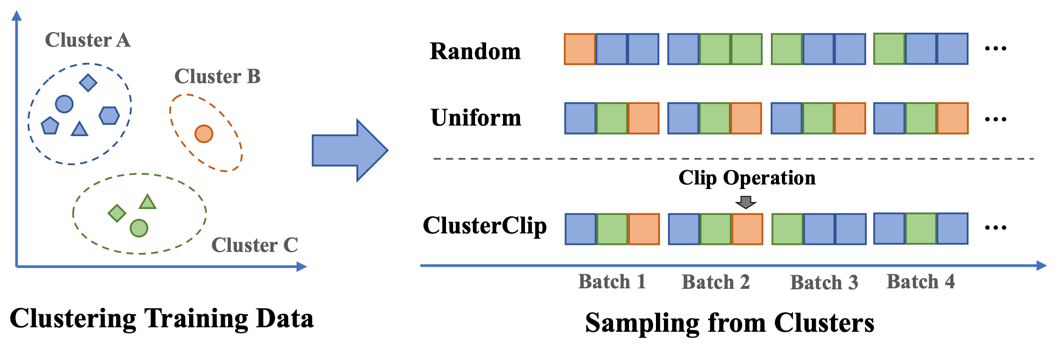 Cluster A
Cluster B
Cluster C
Clustering Training Data
Random
...
Uniform
...
Clip Operation
ClusterClip
...
Batch 1
Batch 2
Batch 3
Batch 4
Sampling from Clusters